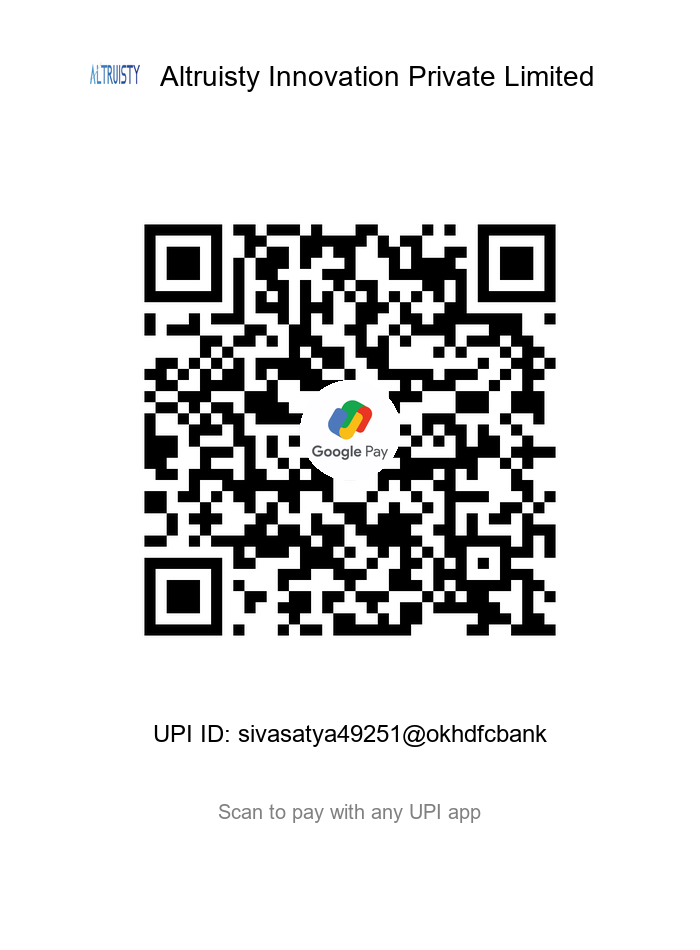 ALTRUISTY Altruisty Innovation Private Limited
Google Pay
UPI ID: sivasatya49251@okhdfcbank
Scan to pay with any UPI app